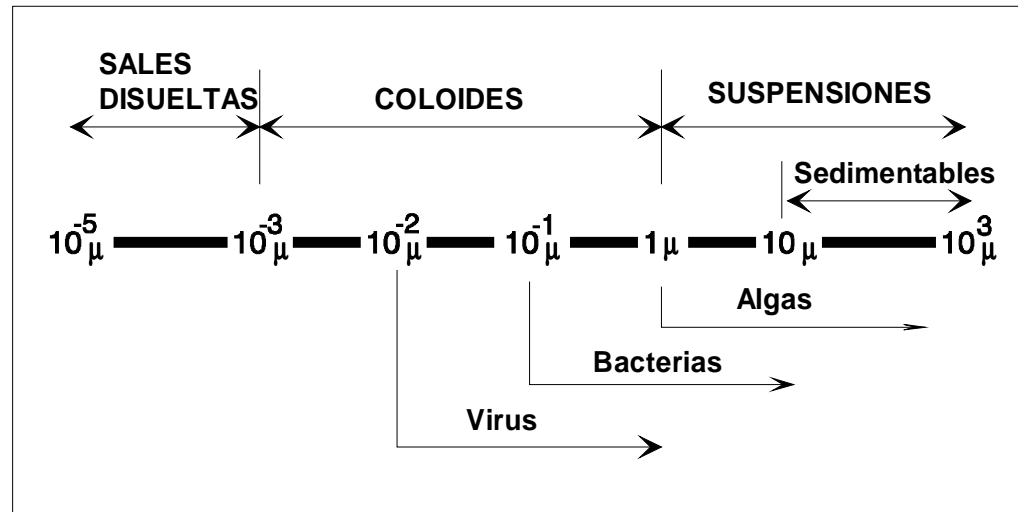 SALES
DISUELTAS
COLOIDES
SUSPENSIONES
Sedimentables
10⁻⁵μ 10⁻³μ 10⁻²μ 10⁻¹μ 1μ 10μ 10³μ
Algas
Bacterias
Virus